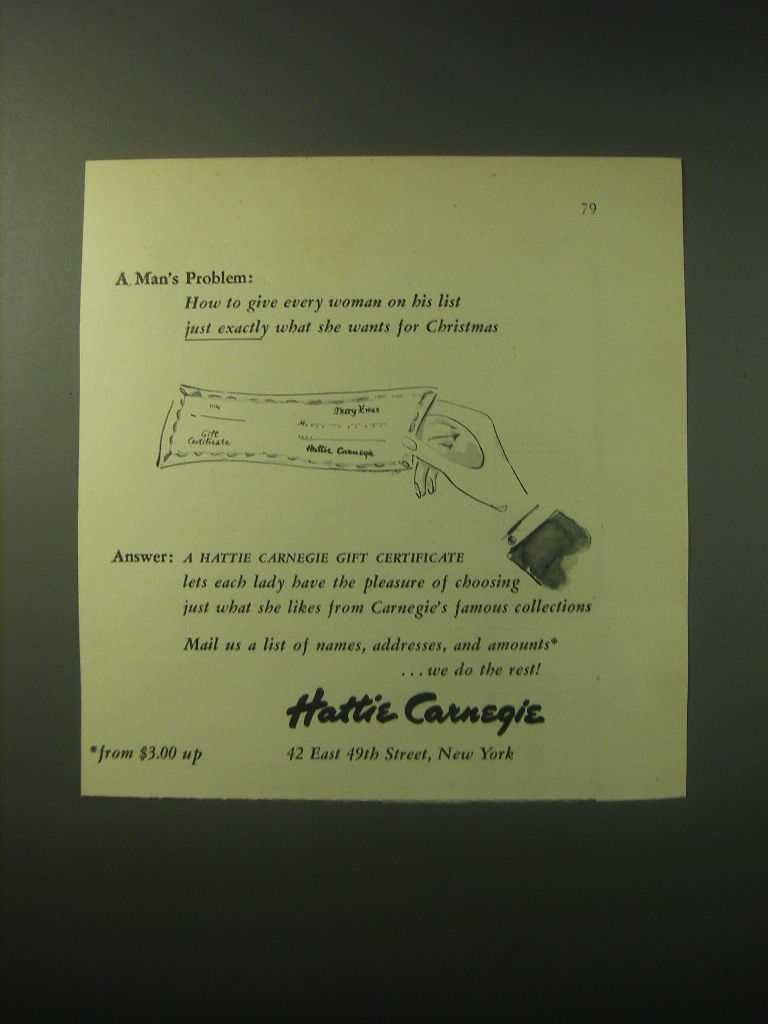 79
A Man's Problem:
How to give every woman on his list
just exactly what she wants for Christmas
Merry Xmas
Gift
Certificate
Hattie Carnegie
Answer: A HATTIE CARNEGIE GIFT CERTIFICATE
lets each lady have the pleasure of choosing
just what she likes from Carnegie's famous collections
Mail us a list of names, addresses, and amounts*
...we do the rest!
Hattie Carnegie
*from $3.00 up
42 East 49th Street, New York